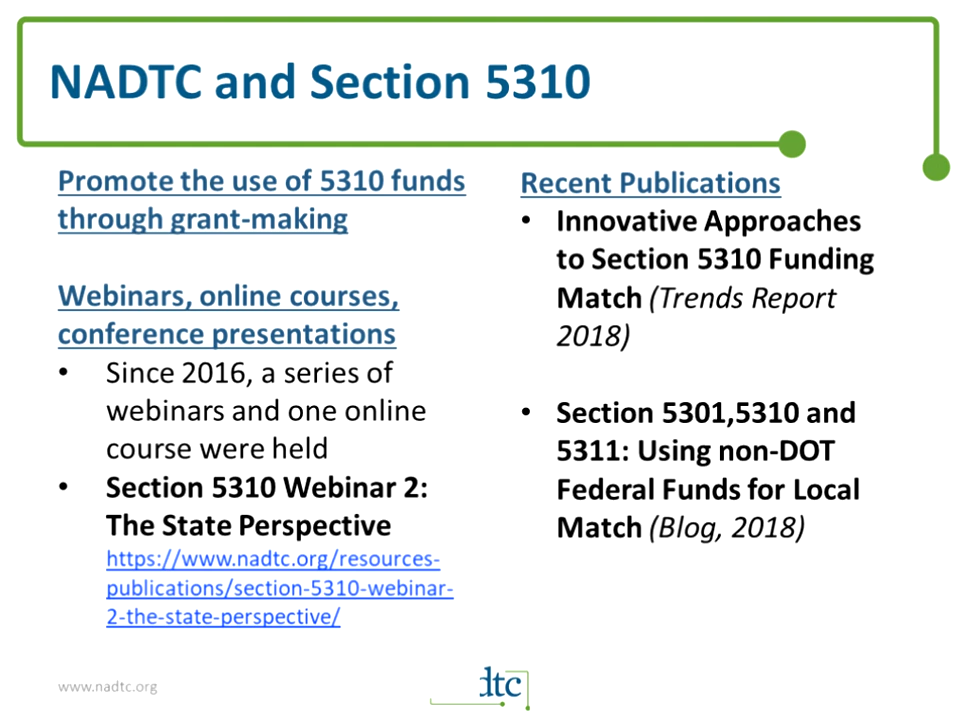 NADTC and Section 5310
Promote the use of 5310 funds
through grant-making
Webinars, online courses,
conference presentations
• Since 2016, a series of
webinars and one online
course were held
• Section 5310 Webinar 2:
The State Perspective
https://www.nadtc.org/resources-
publications/section-5310-webinar-
2-the-state-perspective/
Recent Publications
• Innovative Approaches
to Section 5310 Funding
Match (Trends Report
2018)
• Section 5301,5310 and
5311: Using non-DOT
Federal Funds for Local
Match (Blog, 2018)
www.nadtc.org
dtc